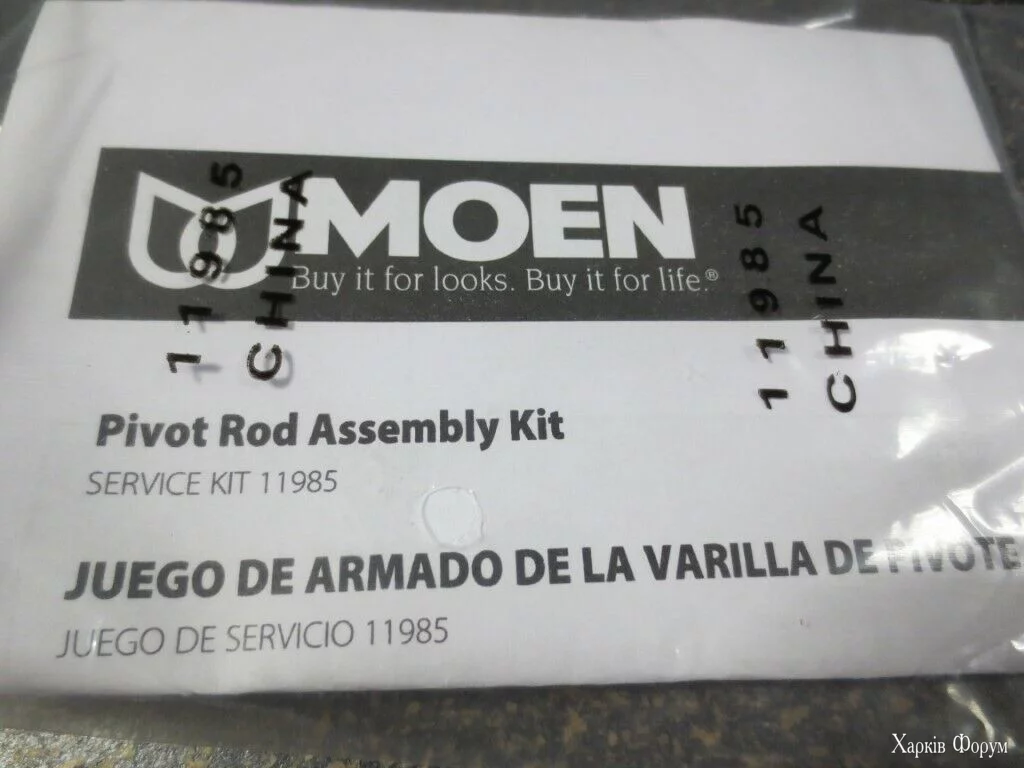 MOEN
Buy it for looks. Buy it for life.®
11985
CHINA
11985
CHINA
Pivot Rod Assembly Kit
SERVICE KIT 11985
JUEGO DE ARMADO DE LA VARILLA DE PIVOTE
JUEGO DE SERVICIO 11985
Харків Форум